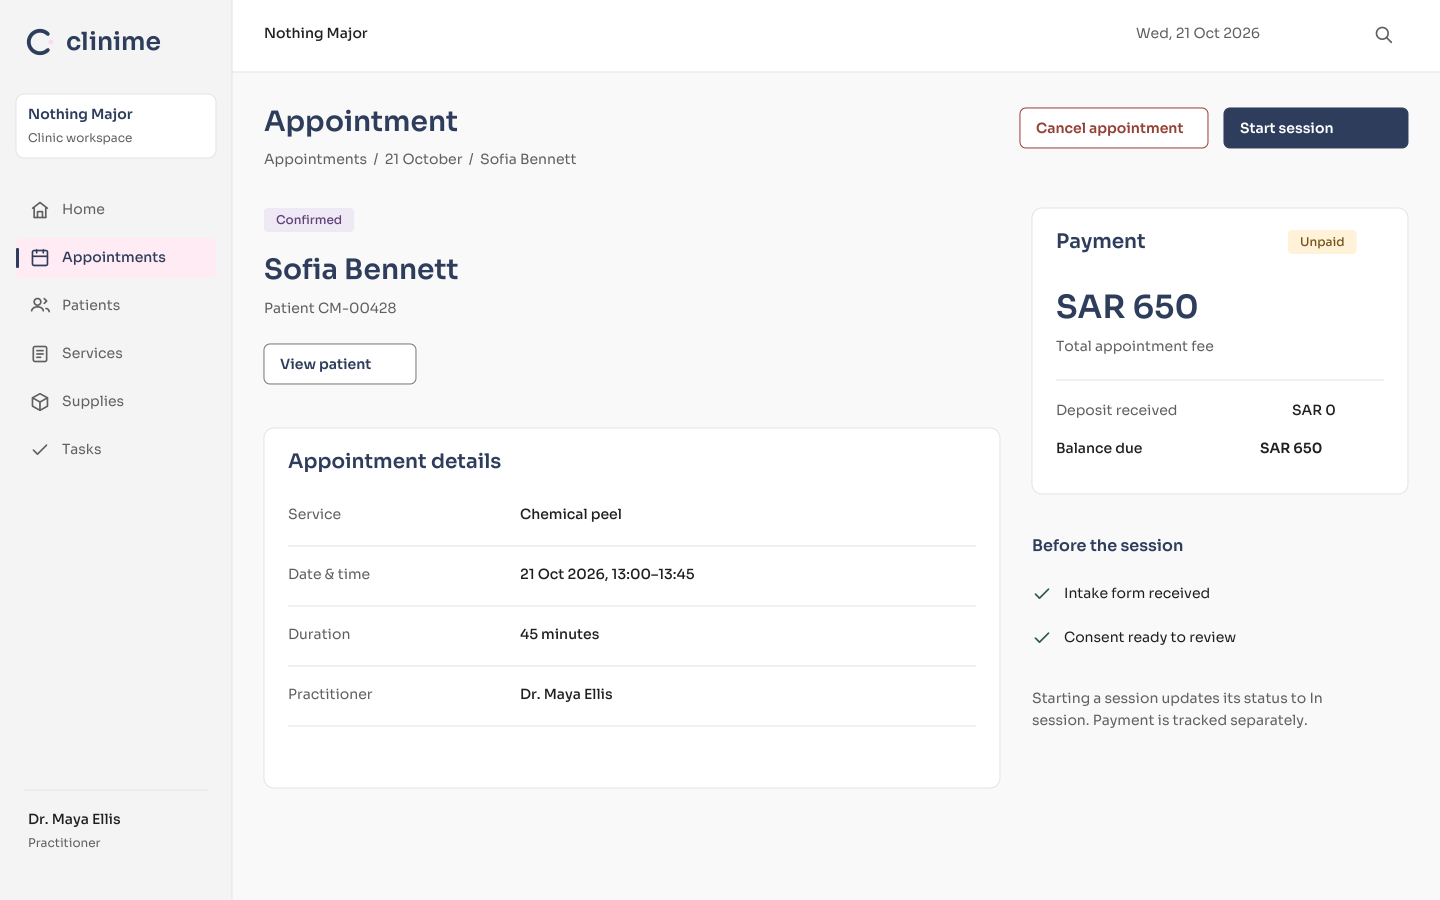 clinime
Nothing Major
Clinic workspace
Home
Appointments
Patients
Services
Supplies
Tasks
Dr. Maya Ellis
Practitioner
Nothing Major
Wed, 21 Oct 2026
Appointment
Appointments / 21 October / Sofia Bennett
Cancel appointment
Start session
Confirmed
Sofia Bennett
Patient CM-00428
View patient
Appointment details
Service Chemical peel
Date & time 21 Oct 2026, 13:00–13:45
Duration 45 minutes
Practitioner Dr. Maya Ellis
Payment Unpaid
SAR 650
Total appointment fee
Deposit received SAR 0
Balance due SAR 650
Before the session
Intake form received
Consent ready to review
Starting a session updates its status to In
session. Payment is tracked separately.